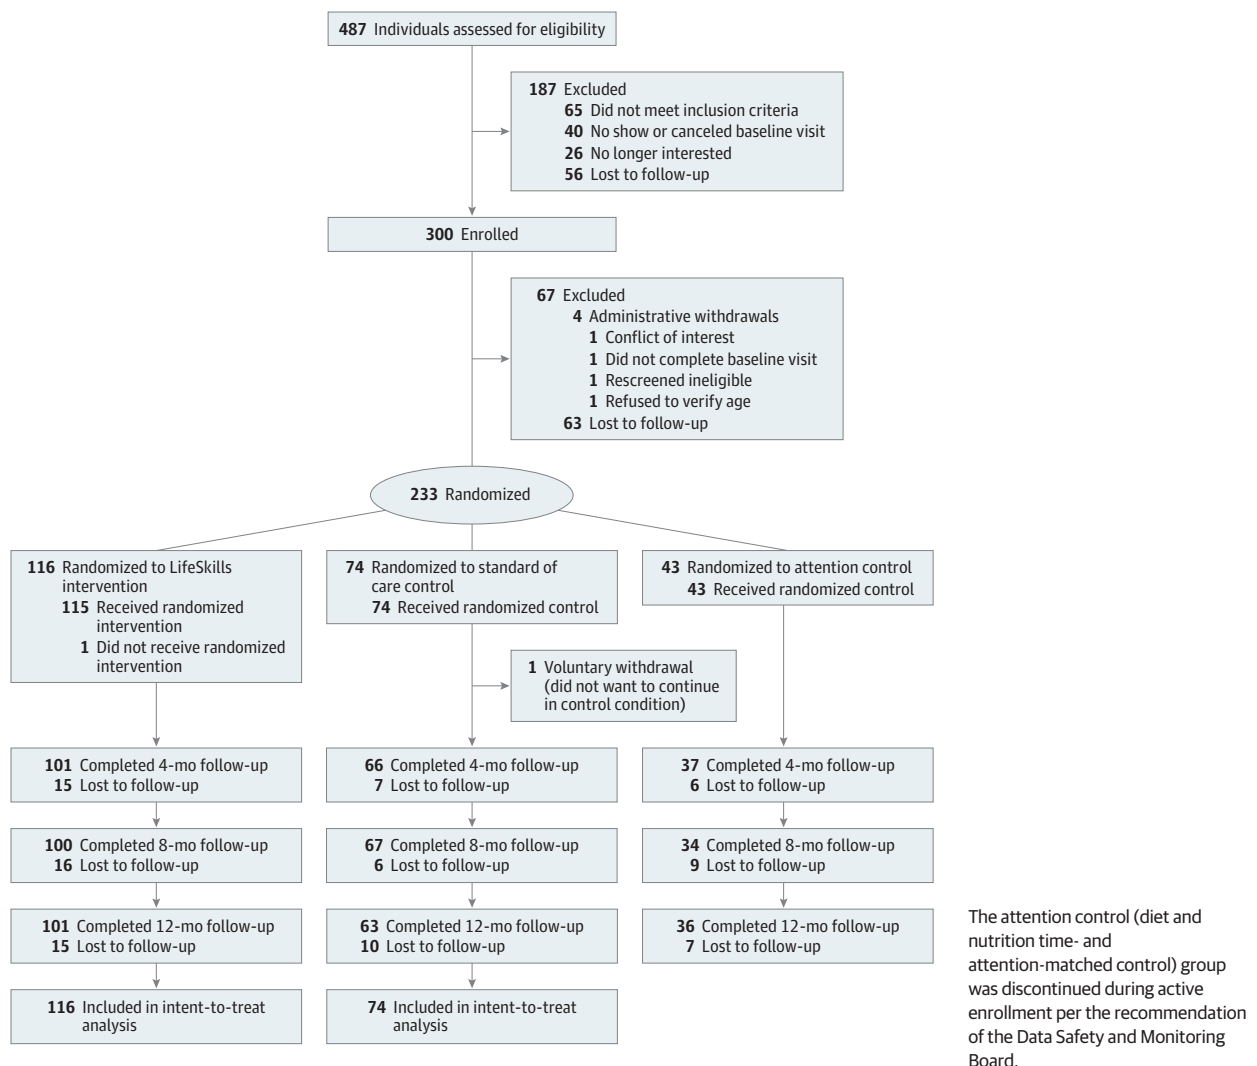 487 Individuals assessed for eligibility
187 Excluded
65 Did not meet inclusion criteria
40 No show or canceled baseline visit
26 No longer interested
56 Lost to follow-up
300 Enrolled
67 Excluded
4 Administrative withdrawals
1 Conflict of interest
1 Did not complete baseline visit
1 Rescreened ineligible
1 Refused to verify age
63 Lost to follow-up
233 Randomized
116 Randomized to LifeSkills
intervention
115 Received randomized
intervention
1 Did not receive randomized
intervention
74 Randomized to standard of
care control
74 Received randomized control
43 Randomized to attention control
43 Received randomized control
1 Voluntary withdrawal
(did not want to continue
in control condition)
101 Completed 4-mo follow-up
15 Lost to follow-up
66 Completed 4-mo follow-up
7 Lost to follow-up
37 Completed 4-mo follow-up
6 Lost to follow-up
100 Completed 8-mo follow-up
16 Lost to follow-up
67 Completed 8-mo follow-up
6 Lost to follow-up
34 Completed 8-mo follow-up
9 Lost to follow-up
101 Completed 12-mo follow-up
15 Lost to follow-up
63 Completed 12-mo follow-up
10 Lost to follow-up
36 Completed 12-mo follow-up
7 Lost to follow-up
116 Included in intent-to-treat
analysis
74 Included in intent-to-treat
analysis
The attention control (diet and
nutrition time- and
attention-matched control) group
was discontinued during active
enrollment per the recommendation
of the Data Safety and Monitoring
Board.